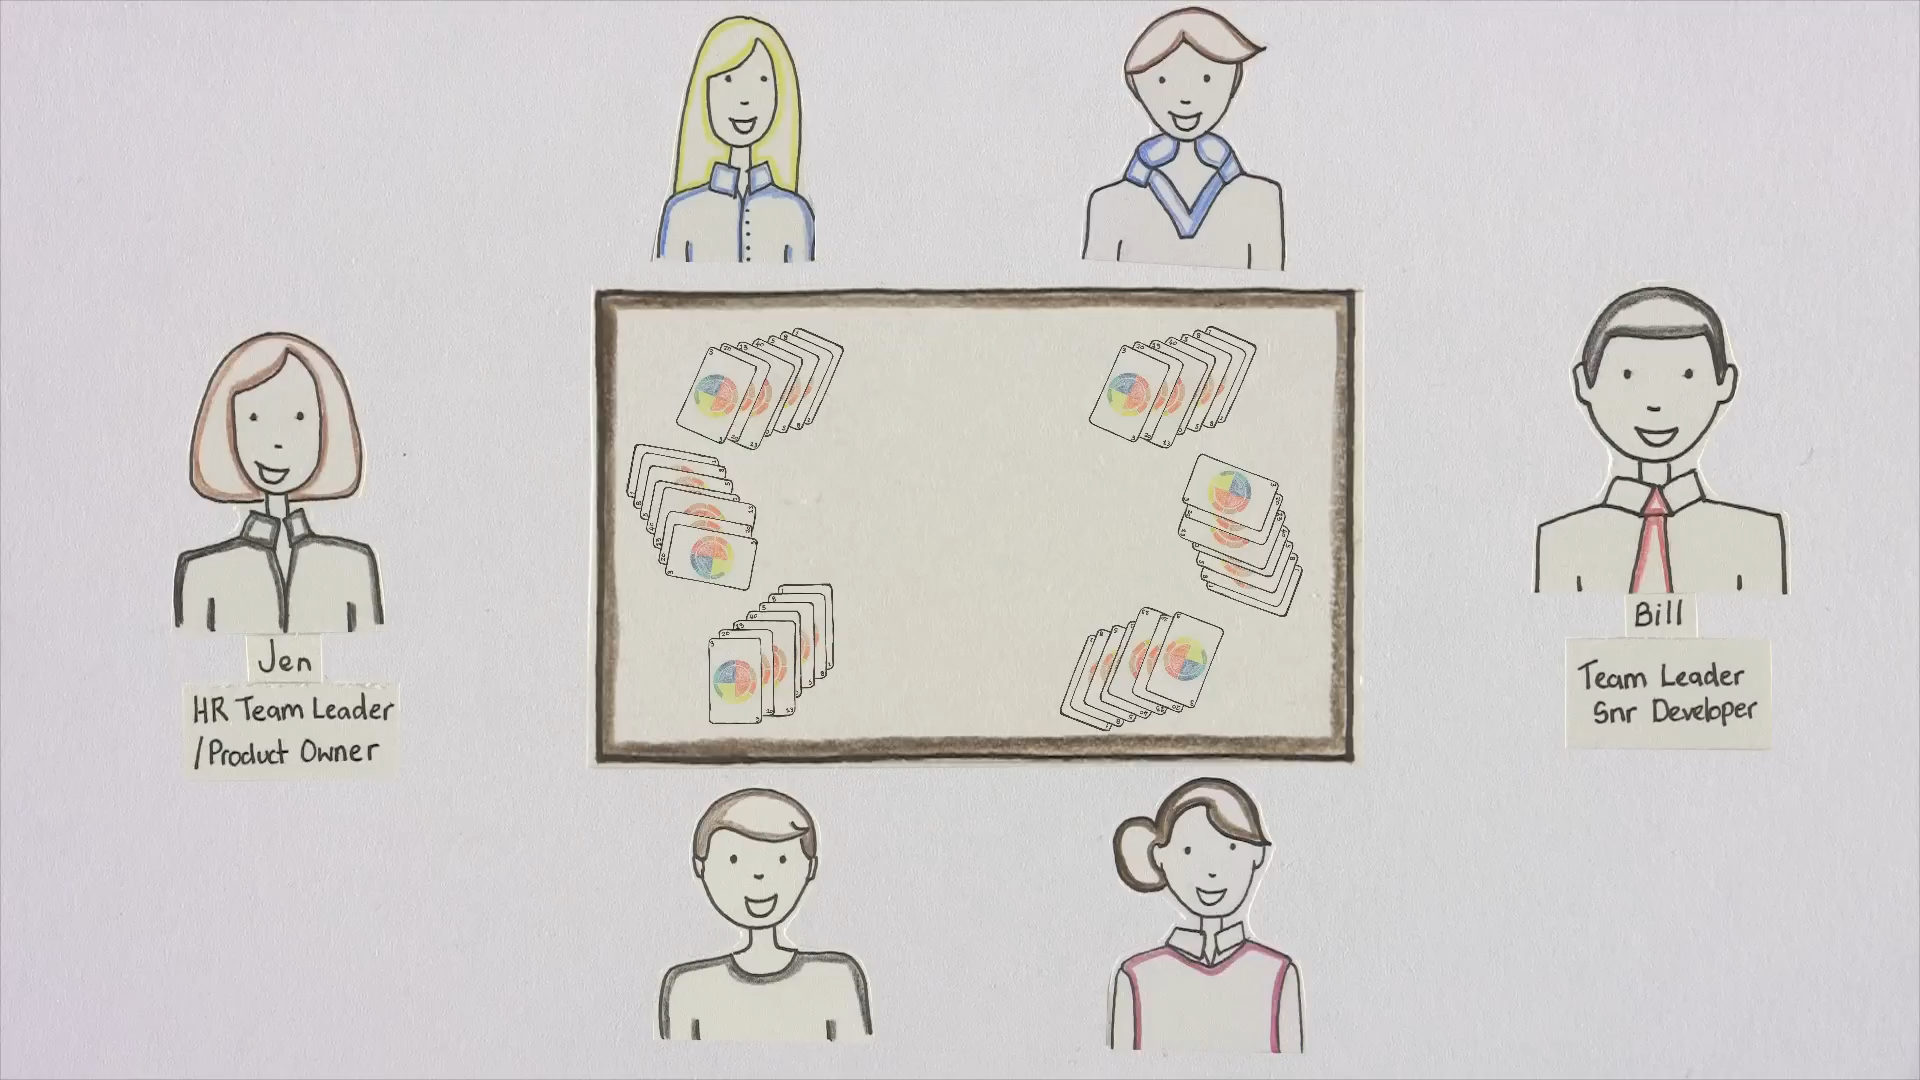 Jen
HR Team Leader
/Product Owner
Bill
Team Leader
Snr Developer